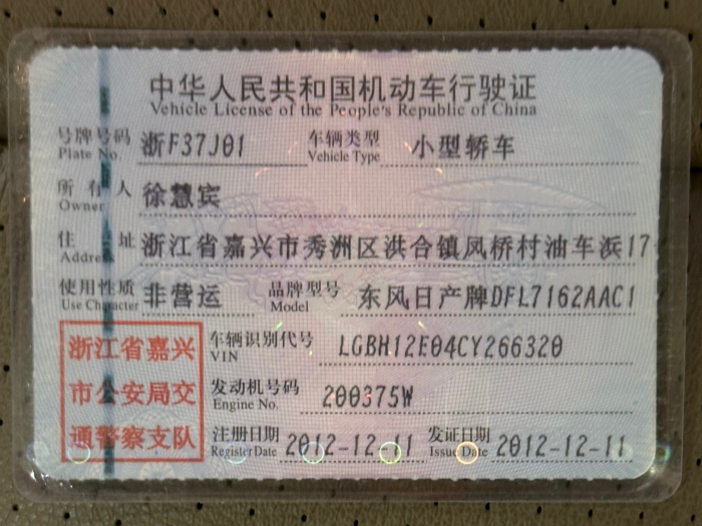 中华人民共和国机动车行驶证
Vehicle License of the People's Republic of China
号牌号码 浙F37J01 车辆类型 小型轿车
Plate No. Vehicle Type
所有人 徐慧宾
Owner
住址 浙江省嘉兴市秀洲区洪合镇凤桥村油车浜17
Address
使用性质 非营运 品牌型号 东风日产牌DFL7162AAC1
Use Character Model
浙江省嘉兴 车辆识别代号 LGBH12E04CY266320
VIN
市公安局交 发动机号码 200375W
Engine No.
通警察支队 注册日期 2012-12-11 发证日期 2012-12-11
Register Date Issue Date